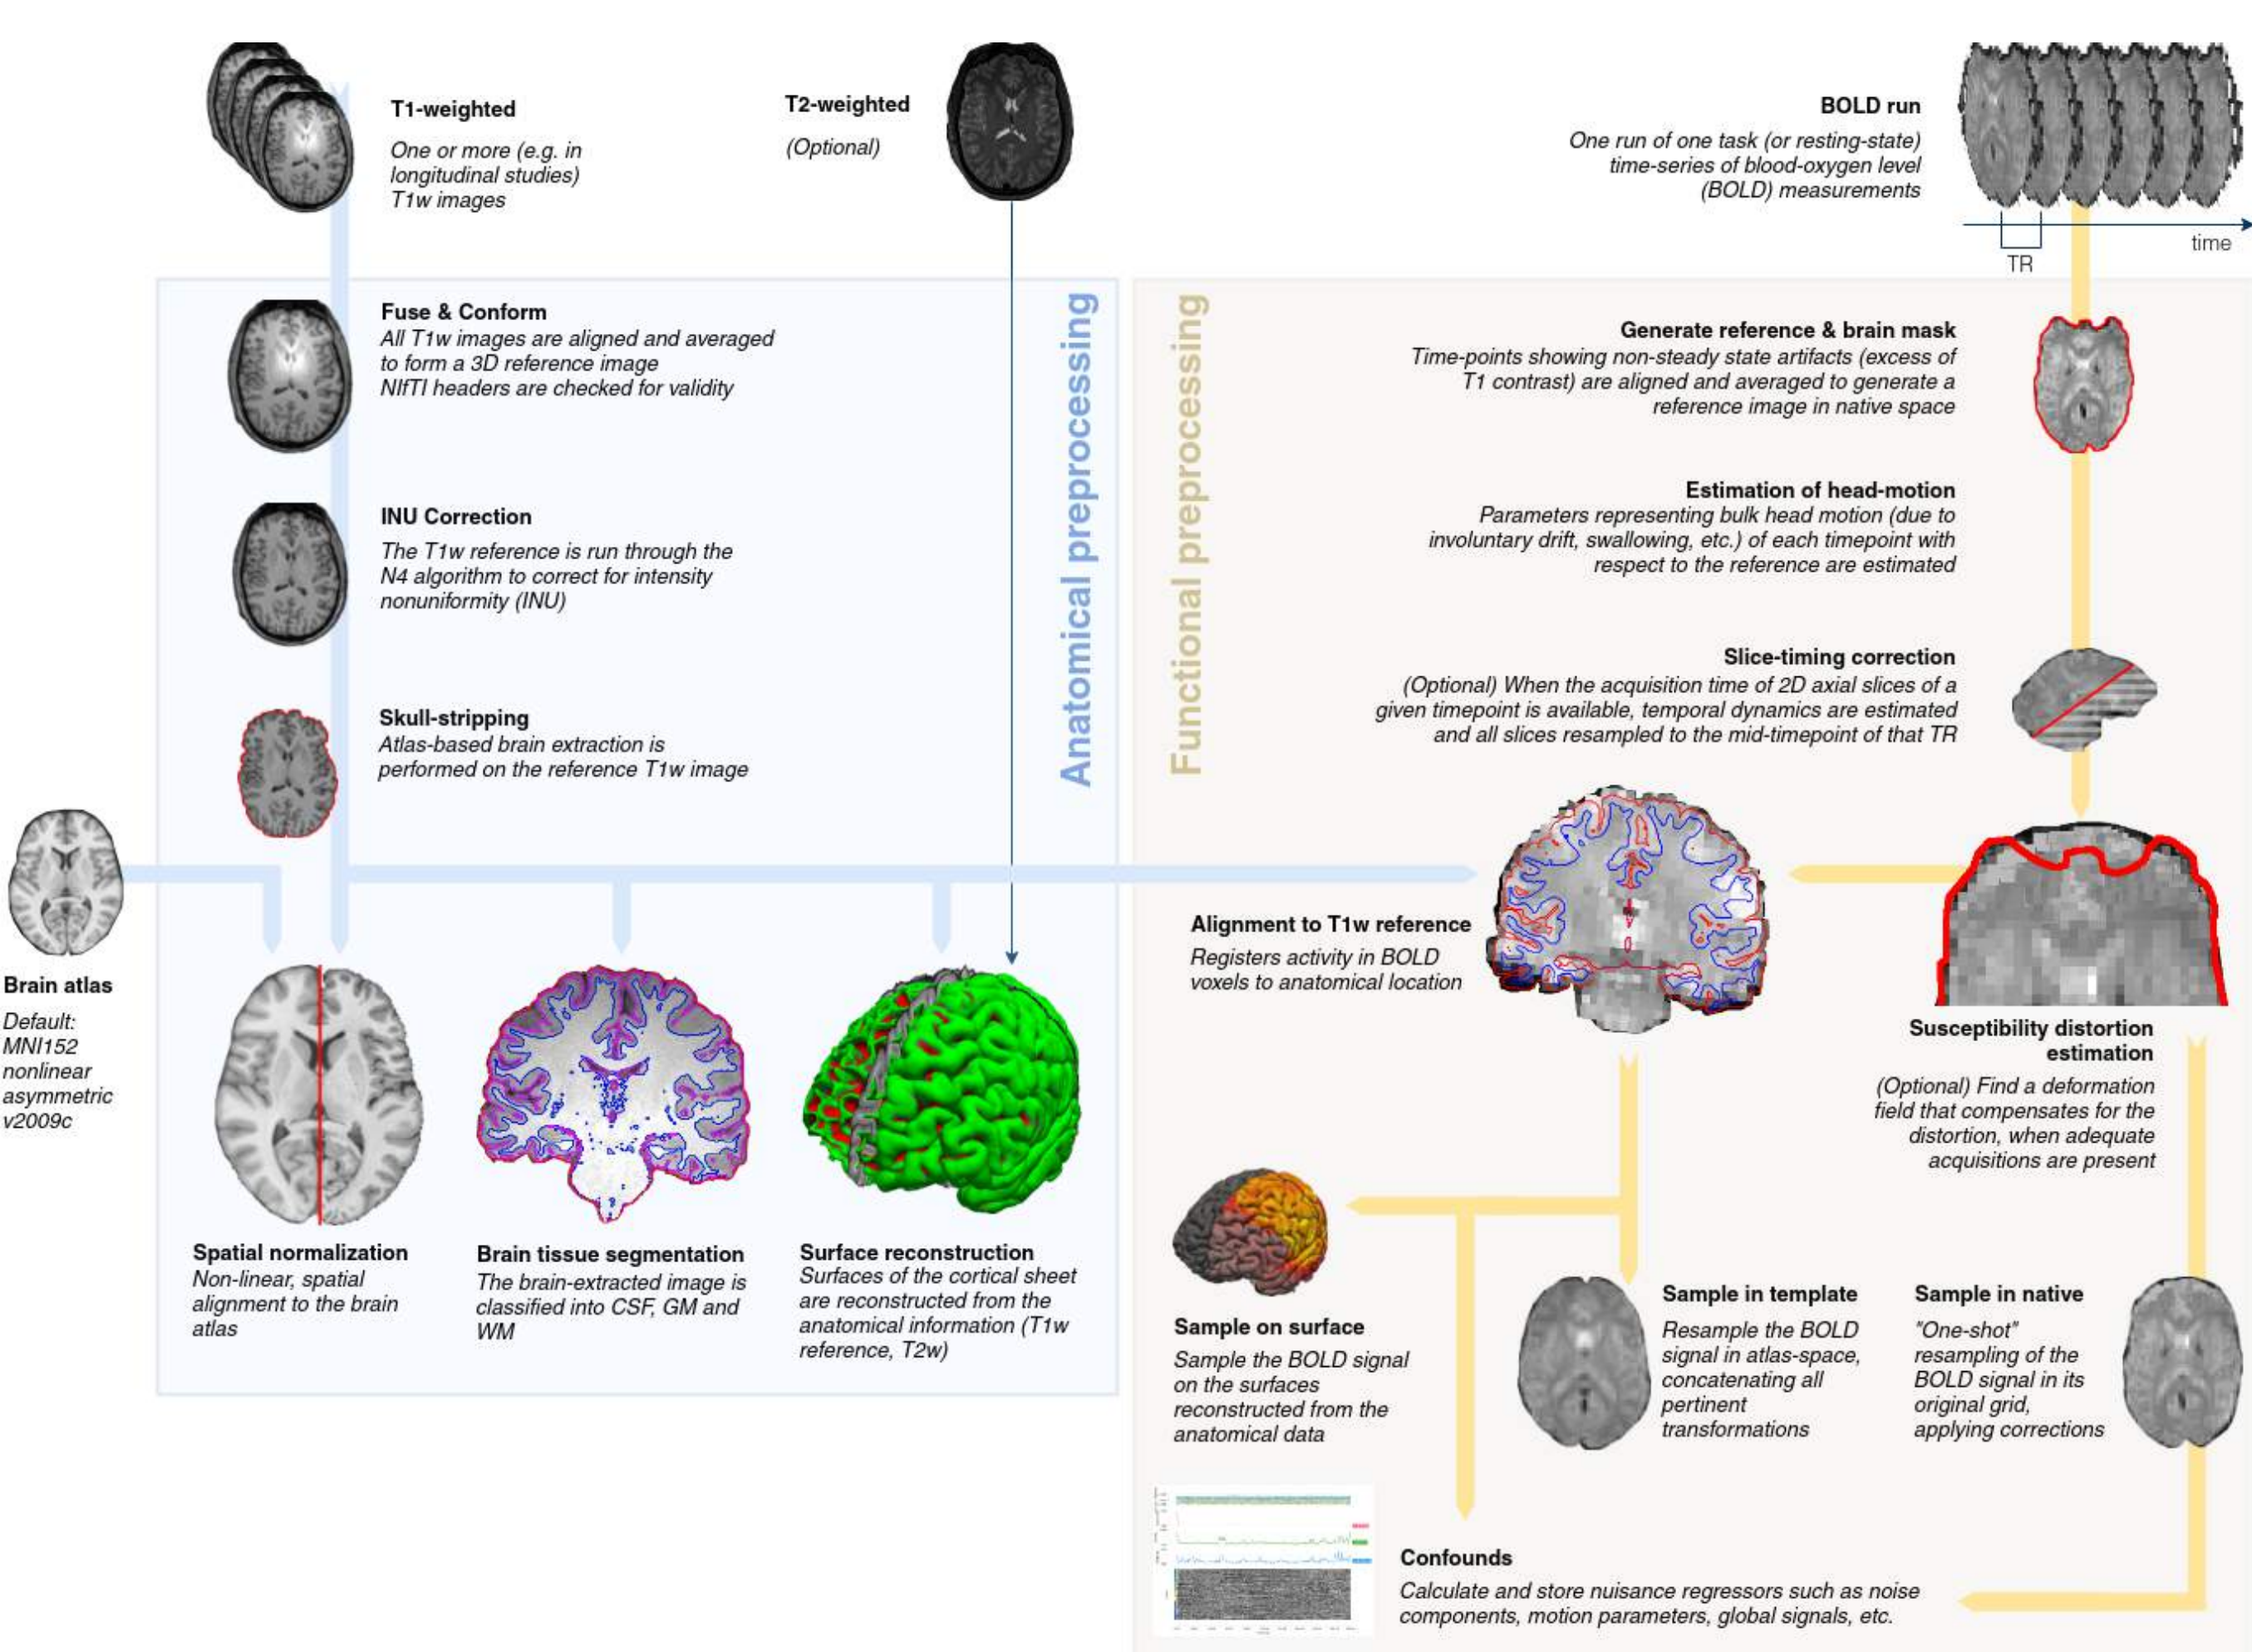 T1-weighted
One or more (e.g. in
longitudinal studies)
T1w images
T2-weighted
(Optional)
BOLD run
One run of one task (or resting-state)
time-series of blood-oxygen level
(BOLD) measurements
time
TR
Anatomical preprocessing
Fuse & Conform
All T1w images are aligned and averaged
to form a 3D reference image
NIfTI headers are checked for validity
INU Correction
The T1w reference is run through the
N4 algorithm to correct for intensity
nonuniformity (INU)
Skull-stripping
Atlas-based brain extraction is
performed on the reference T1w image
Brain atlas
Default:
MNI152
nonlinear
asymmetric
v2009c
Spatial normalization
Non-linear, spatial
alignment to the brain
atlas
Brain tissue segmentation
The brain-extracted image is
classified into CSF, GM and
WM
Surface reconstruction
Surfaces of the cortical sheet
are reconstructed from the
anatomical information (T1w
reference, T2w)
Functional preprocessing
Generate reference & brain mask
Time-points showing non-steady state artifacts (excess of
T1 contrast) are aligned and averaged to generate a
reference image in native space
Estimation of head-motion
Parameters representing bulk head motion (due to
involuntary drift, swallowing, etc.) of each timepoint with
respect to the reference are estimated
Slice-timing correction
(Optional) When the acquisition time of 2D axial slices of a
given timepoint is available, temporal dynamics are estimated
and all slices resampled to the mid-timepoint of that TR
Alignment to T1w reference
Registers activity in BOLD
voxels to anatomical location
Susceptibility distortion
estimation
(Optional) Find a deformation
field that compensates for the
distortion, when adequate
acquisitions are present
Sample on surface
Sample the BOLD signal
on the surfaces
reconstructed from the
anatomical data
Sample in template
Resample the BOLD
signal in atlas-space,
concatenating all
pertinent
transformations
Sample in native
"One-shot"
resampling of the
BOLD signal in its
original grid,
applying corrections
Confounds
Calculate and store nuisance regressors such as noise
components, motion parameters, global signals, etc.